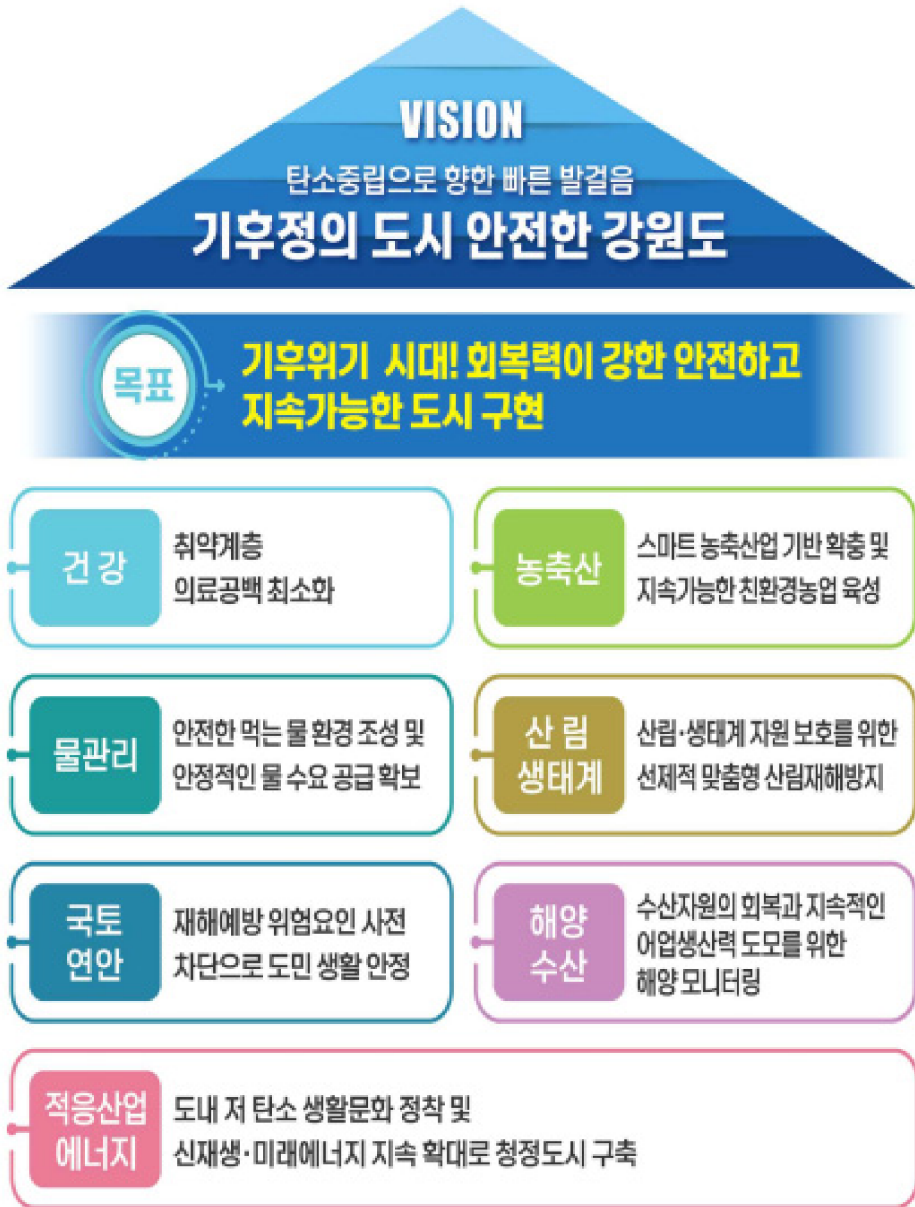 VISION
탄소중립으로 향한 빠른 발걸음
기후정의 도시 안전한 강원도
목표
기후위기 시대! 회복력이 강한 안전하고
지속가능한 도시 구현
건 강
취약계층
의료공백 최소화
농축산
스마트 농축산업 기반 확충 및
지속가능한 친환경농업 육성
물관리
안전한 먹는 물 환경 조성 및
안정적인 물 수요 공급 확보
산 림
생태계
산림·생태계 자원 보호를 위한
선제적 맞춤형 산림재해방지
국토
연안
재해예방 위험요인 사전
차단으로 도민 생활 안정
해양
수산
수산자원의 회복과 지속적인
어업생산력 도모를 위한
해양 모니터링
적응산업
에너지
도내 저 탄소 생활문화 정착 및
신재생·미래에너지 지속 확대로 청정도시 구축